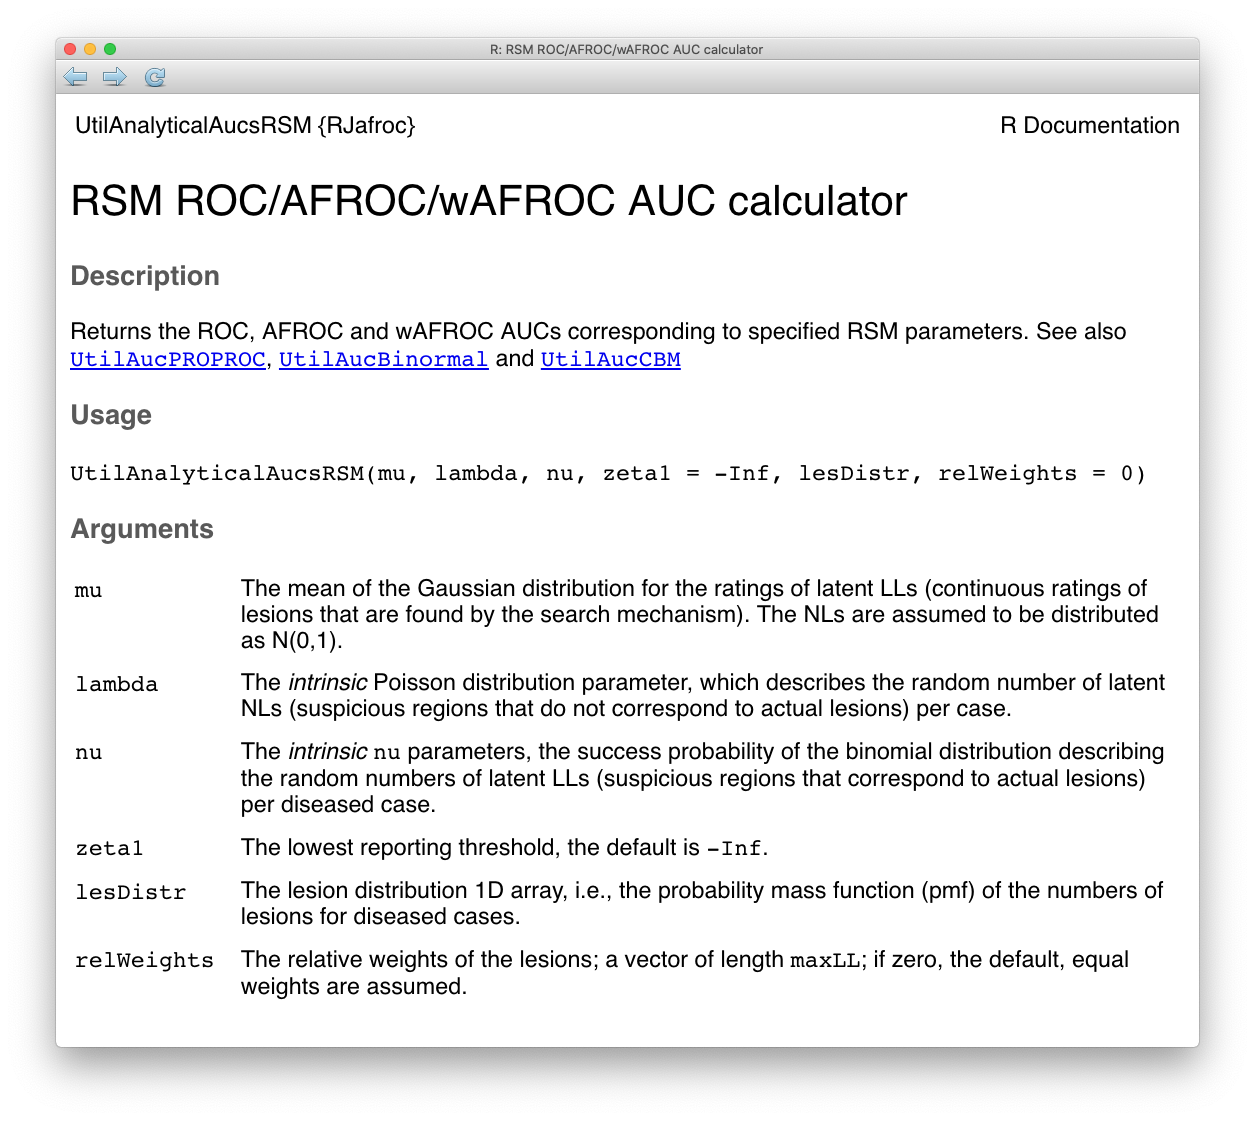 R: RSM ROC/AFROC/wAFROC AUC calculator
UtilAnalyticalAucsRSM {RJafroc} R Documentation
RSM ROC/AFROC/wAFROC AUC calculator
Description
Returns the ROC, AFROC and wAFROC AUCs corresponding to specified RSM parameters. See also
UtilAucPROPROC, UtilAucBinormal and UtilAucCBM
Usage
UtilAnalyticalAucsRSM(mu, lambda, nu, zeta1 = -Inf, lesDistr, relWeights = 0)
Arguments
mu The mean of the Gaussian distribution for the ratings of latent LLs (continuous ratings of
lesions that are found by the search mechanism). The NLs are assumed to be distributed
as N(0,1).
lambda The intrinsic Poisson distribution parameter, which describes the random number of latent
NLs (suspicious regions that do not correspond to actual lesions) per case.
nu The intrinsic nu parameters, the success probability of the binomial distribution describing
the random numbers of latent LLs (suspicious regions that correspond to actual lesions)
per diseased case.
zeta1 The lowest reporting threshold, the default is -Inf.
lesDistr The lesion distribution 1D array, i.e., the probability mass function (pmf) of the numbers of
lesions for diseased cases.
relWeights The relative weights of the lesions; a vector of length maxLL; if zero, the default, equal
weights are assumed.